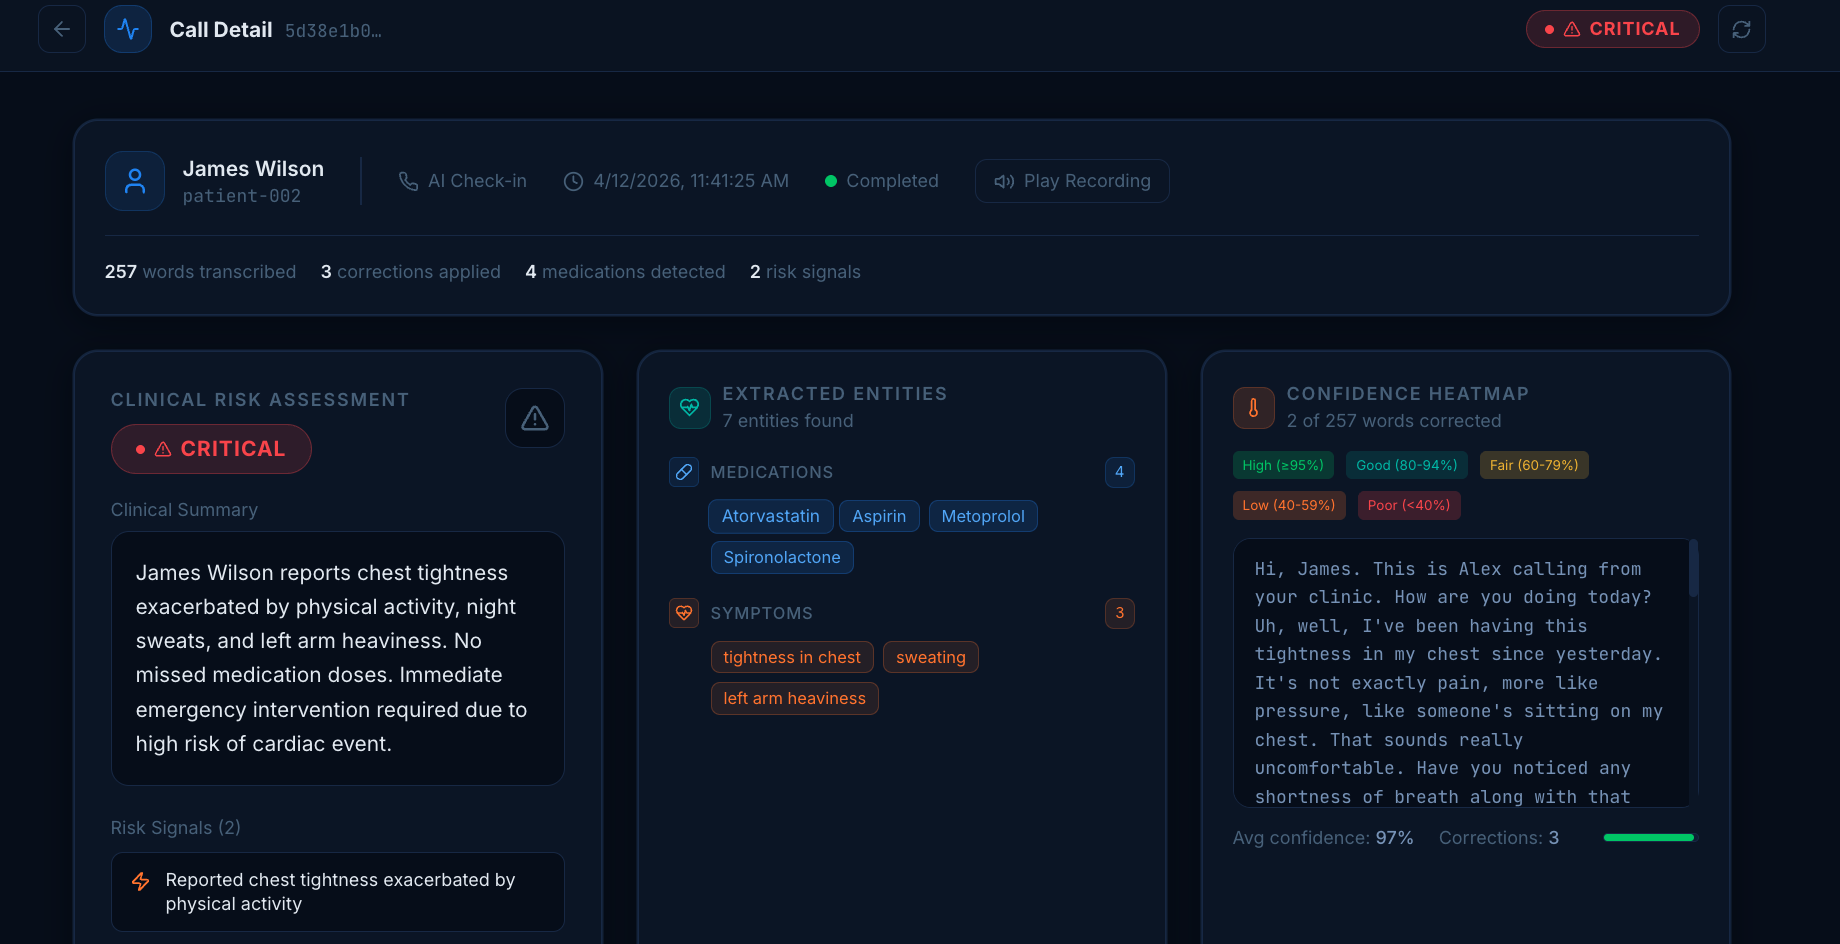 Call Detail 5d38e1b0…
CRITICAL
James Wilson
patient-002
AI Check-in
4/12/2026, 11:41:25 AM
Completed
Play Recording
257 words transcribed 3 corrections applied 4 medications detected 2 risk signals
CLINICAL RISK ASSESSMENT
CRITICAL
Clinical Summary
James Wilson reports chest tightness
exacerbated by physical activity, night
sweats, and left arm heaviness. No
missed medication doses. Immediate
emergency intervention required due to
high risk of cardiac event.
Risk Signals (2)
Reported chest tightness exacerbated by
physical activity
EXTRACTED ENTITIES
7 entities found
MEDICATIONS 4
Atorvastatin Aspirin Metoprolol
Spironolactone
SYMPTOMS 3
tightness in chest sweating
left arm heaviness
CONFIDENCE HEATMAP
2 of 257 words corrected
High (≥95%) Good (80-94%) Fair (60-79%)
Low (40-59%) Poor (<40%)
Hi, James. This is Alex calling from
your clinic. How are you doing today?
Uh, well, I've been having this
tightness in my chest since yesterday.
It's not exactly pain, more like
pressure, like someone's sitting on my
chest. That sounds really
uncomfortable. Have you noticed any
shortness of breath along with that
Avg confidence: 97% Corrections: 3